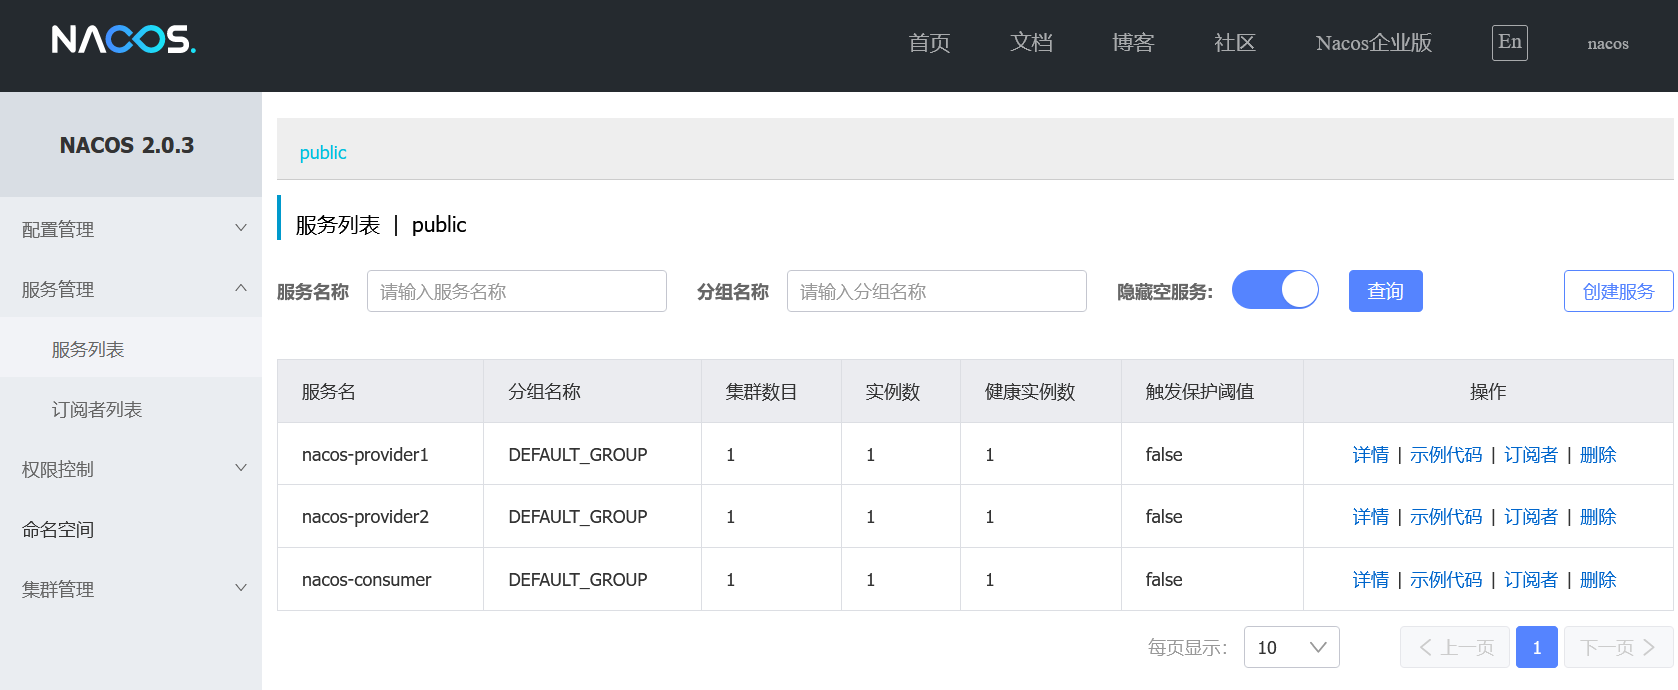 NACOS. 首页 文档 博客 社区 Nacos企业版 En nacos
NACOS 2.0.3
配置管理
服务管理
服务列表
订阅者列表
权限控制
命名空间
集群管理
public
服务列表 | public
服务名称 请输入服务名称 分组名称 请输入分组名称 隐藏空服务: 查询 创建服务
服务名 分组名称 集群数目 实例数 健康实例数 触发保护阈值 操作
nacos-provider1 DEFAULT_GROUP 1 1 1 false 详情 | 示例代码 | 订阅者 | 删除
nacos-provider2 DEFAULT_GROUP 1 1 1 false 详情 | 示例代码 | 订阅者 | 删除
nacos-consumer DEFAULT_GROUP 1 1 1 false 详情 | 示例代码 | 订阅者 | 删除
每页显示: 10 上一页 1 下一页